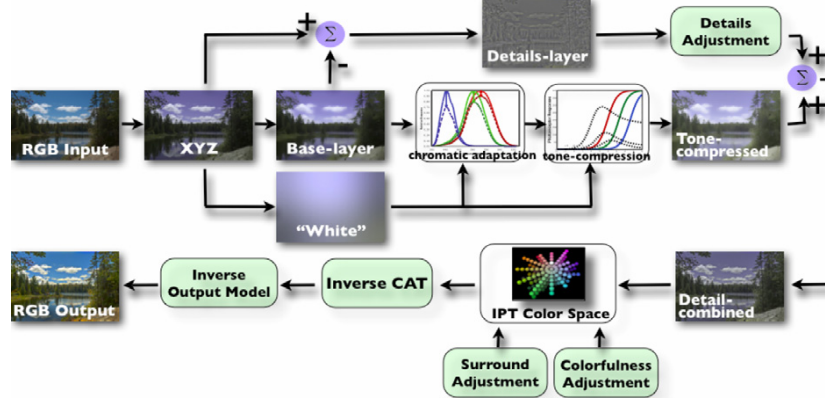 +
Σ
-
Details-layer
Details
Adjustment
+
Σ
+
RGB Input
XYZ
Base-layer
chromatic adaptation
tone-compression
Tone-
compressed
"White"
RGB Output
Inverse
Output Model
Inverse CAT
IPT Color Space
Detail-
combined
Surround
Adjustment
Colorfulness
Adjustment